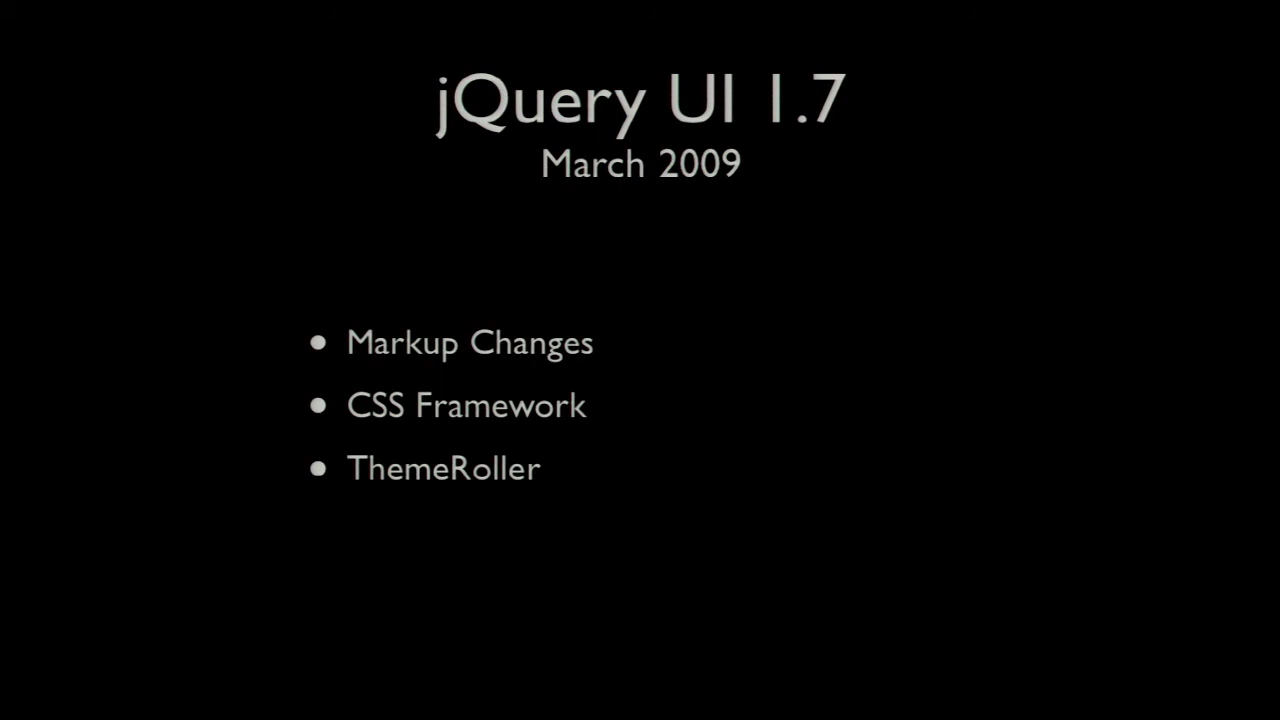 jQuery UI 1.7
March 2009
• Markup Changes
• CSS Framework
• ThemeRoller